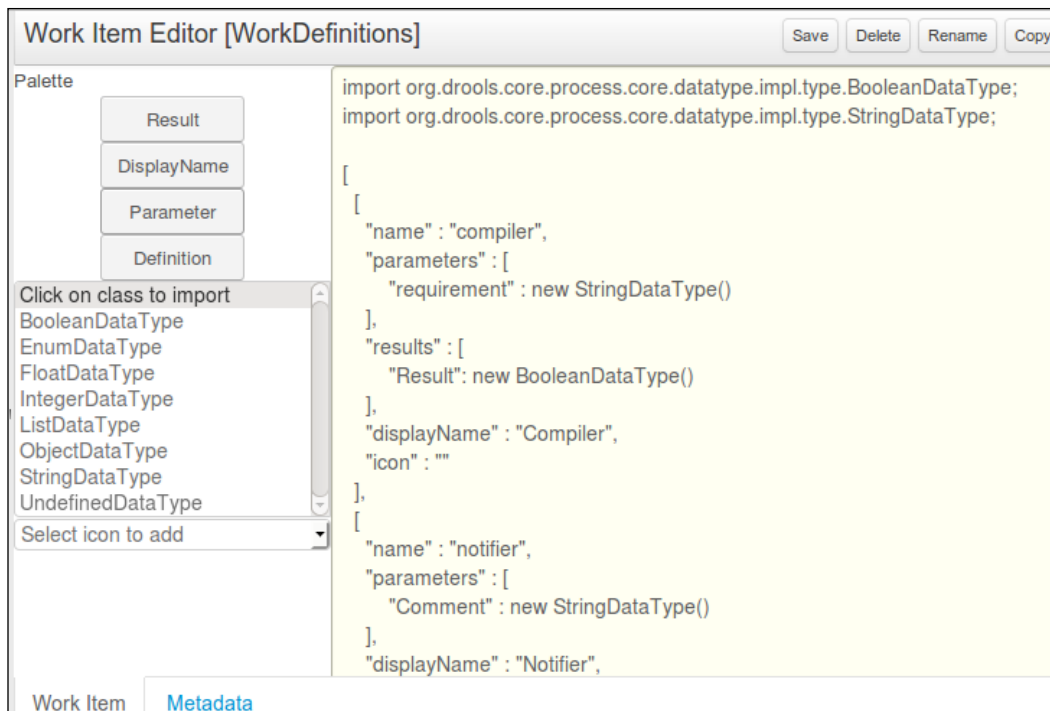 Work Item Editor [WorkDefinitions]
Save
Delete
Rename
Copy
Palette
Result
DisplayName
Parameter
Definition
Click on class to import
BooleanDataType
EnumDataType
FloatDataType
IntegerDataType
ListDataType
ObjectDataType
StringDataType
UndefinedDataType
Select icon to add
import org.drools.core.process.core.datatype.impl.type.BooleanDataType;
import org.drools.core.process.core.datatype.impl.type.StringDataType;
[
[
"name" : "compiler",
"parameters" : [
"requirement" : new StringDataType()
],
"results" : [
"Result": new BooleanDataType()
],
"displayName" : "Compiler",
"icon" : ""
],
[
"name" : "notifier",
"parameters" : [
"Comment" : new StringDataType()
],
"displayName" : "Notifier",
Work Item
Metadata